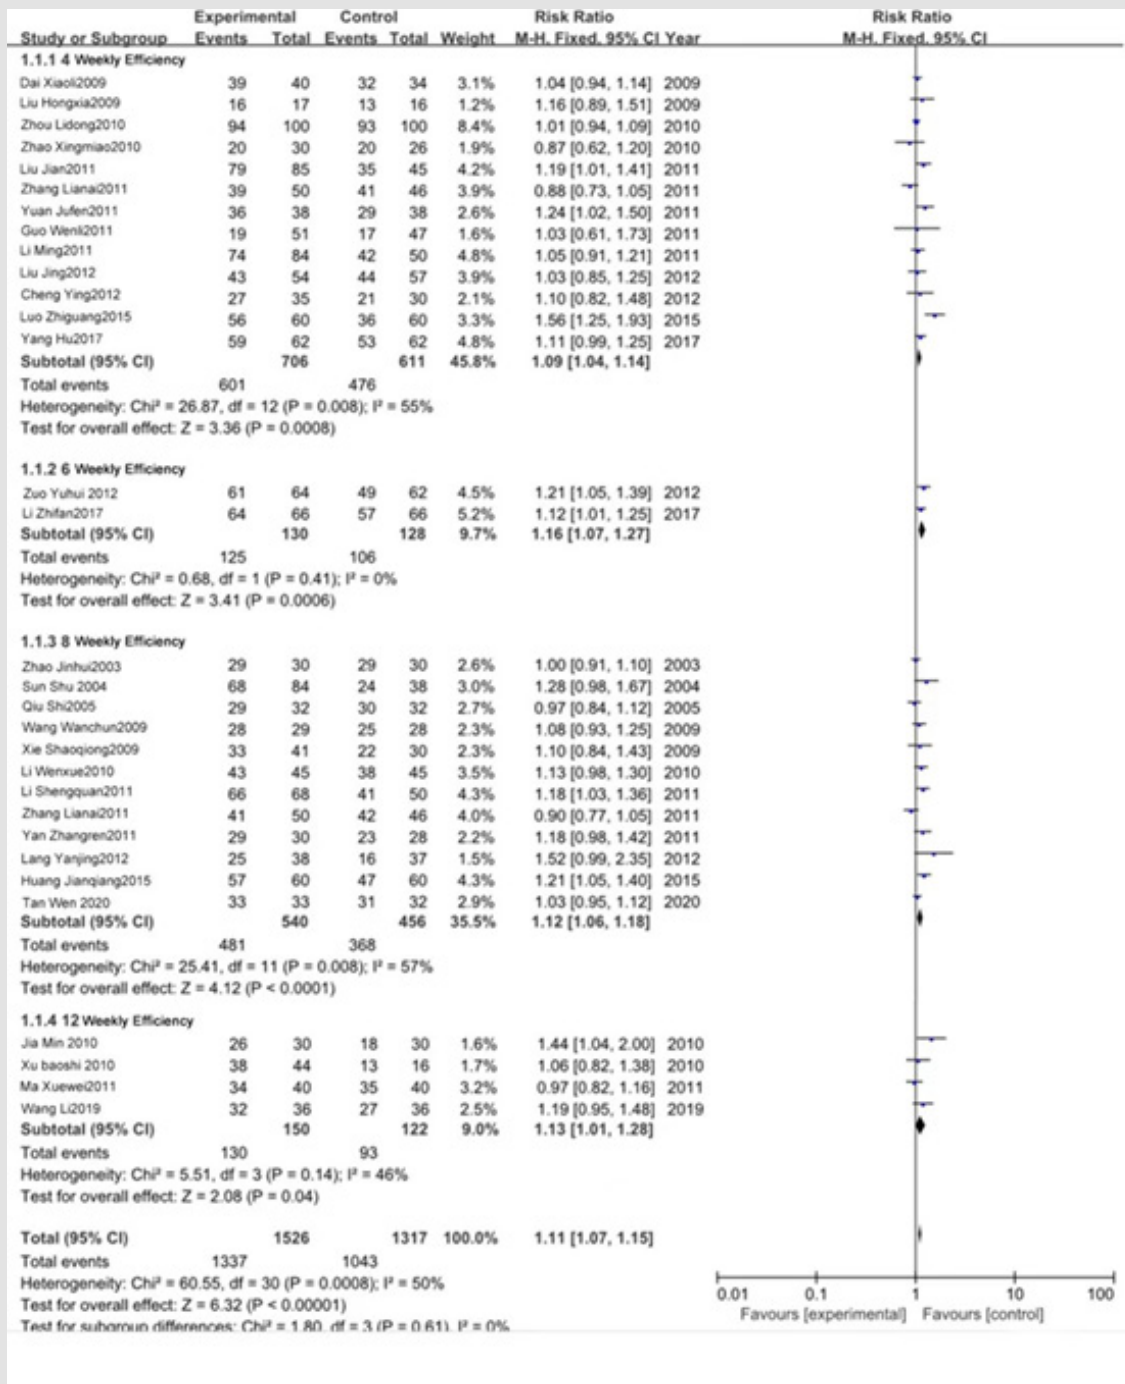 Experimental Control Risk Ratio Risk Ratio
Study or Subgroup Events Total Events Total Weight M-H. Fixed. 95% CI Year M-H. Fixed. 95% CI
1.1.1 4 Weekly Efficiency
Dai Xiaoli2009 39 40 32 34 3.1% 1.04 [0.94, 1.14] 2009
Liu Hongxia2009 16 17 13 16 1.2% 1.16 [0.89, 1.51] 2009
Zhou Lidong2010 94 100 93 100 8.4% 1.01 [0.94, 1.09] 2010
Zhao Xingmiao2010 20 30 20 26 1.9% 0.87 [0.62, 1.20] 2010
Liu Jian2011 79 85 35 45 4.2% 1.19 [1.01, 1.41] 2011
Zhang Lianai2011 39 50 41 46 3.9% 0.88 [0.73, 1.05] 2011
Yuan Jufen2011 36 38 29 38 2.6% 1.24 [1.02, 1.50] 2011
Guo Wenli2011 19 51 17 47 1.6% 1.03 [0.61, 1.73] 2011
Li Ming2011 74 84 42 50 4.8% 1.05 [0.91, 1.21] 2011
Liu Jing2012 43 54 44 57 3.9% 1.03 [0.85, 1.25] 2012
Cheng Ying2012 27 35 21 30 2.1% 1.10 [0.82, 1.48] 2012
Luo Zhiguang2015 56 60 36 60 3.3% 1.56 [1.25, 1.93] 2015
Yang Hu2017 59 62 53 62 4.8% 1.11 [0.99, 1.25] 2017
Subtotal (95% CI) 706 611 45.8% 1.09 [1.04, 1.14]
Total events 601 476
Heterogeneity: Chi² = 26.87, df = 12 (P = 0.008); I² = 55%
Test for overall effect: Z = 3.36 (P = 0.0008)
1.1.2 6 Weekly Efficiency
Zuo Yuhui 2012 61 64 49 62 4.5% 1.21 [1.05, 1.39] 2012
Li Zhifan2017 64 66 57 66 5.2% 1.12 [1.01, 1.25] 2017
Subtotal (95% CI) 130 128 9.7% 1.16 [1.07, 1.27]
Total events 125 106
Heterogeneity: Chi² = 0.68, df = 1 (P = 0.41); I² = 0%
Test for overall effect: Z = 3.41 (P = 0.0006)
1.1.3 8 Weekly Efficiency
Zhao Jinhui2003 29 30 29 30 2.6% 1.00 [0.91, 1.10] 2003
Sun Shu 2004 68 84 24 38 3.0% 1.28 [0.98, 1.67] 2004
Qiu Shi2005 29 32 30 32 2.7% 0.97 [0.84, 1.12] 2005
Wang Wanchun2009 28 29 25 28 2.3% 1.08 [0.93, 1.25] 2009
Xie Shaoqiong2009 33 41 22 30 2.3% 1.10 [0.84, 1.43] 2009
Li Wenxue2010 43 45 38 45 3.5% 1.13 [0.98, 1.30] 2010
Li Shengquan2011 66 68 41 50 4.3% 1.18 [1.03, 1.36] 2011
Zhang Lianai2011 41 50 42 46 4.0% 0.90 [0.77, 1.05] 2011
Yan Zhangren2011 29 30 23 28 2.2% 1.18 [0.98, 1.42] 2011
Lang Yanjing2012 25 38 16 37 1.5% 1.52 [0.99, 2.35] 2012
Huang Jianqiang2015 57 60 47 60 4.3% 1.21 [1.05, 1.40] 2015
Tan Wen 2020 33 33 31 32 2.9% 1.03 [0.95, 1.12] 2020
Subtotal (95% CI) 540 456 35.5% 1.12 [1.06, 1.18]
Total events 481 368
Heterogeneity: Chi² = 25.41, df = 11 (P = 0.008); I² = 57%
Test for overall effect: Z = 4.12 (P < 0.0001)
1.1.4 12 Weekly Efficiency
Jia Min 2010 26 30 18 30 1.6% 1.44 [1.04, 2.00] 2010
Xu baoshi 2010 38 44 13 16 1.7% 1.06 [0.82, 1.38] 2010
Ma Xuewei2011 34 40 35 40 3.2% 0.97 [0.82, 1.16] 2011
Wang Li2019 32 36 27 36 2.5% 1.19 [0.95, 1.48] 2019
Subtotal (95% CI) 150 122 9.0% 1.13 [1.01, 1.28]
Total events 130 93
Heterogeneity: Chi² = 5.51, df = 3 (P = 0.14); I² = 46%
Test for overall effect: Z = 2.08 (P = 0.04)
Total (95% CI) 1526 1317 100.0% 1.11 [1.07, 1.15]
Total events 1337 1043
Heterogeneity: Chi² = 60.55, df = 30 (P = 0.0008); I² = 50%
Test for overall effect: Z = 6.32 (P < 0.00001)
Test for subgroup differences: Chi² = 1.80, df = 3 (P = 0.61), I² = 0%
0.01 0.1 1 10 100
Favours [experimental] Favours [control]